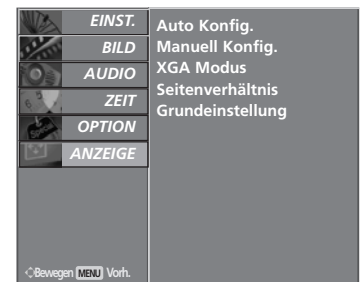 EINST.
BILD
AUDIO
ZEIT
OPTION
ANZEIGE
Auto Konfig.
Manuell Konfig.
XGA Modus
Seitenverhältnis
Grundeinstellung
Bewegen MENU Vorh.